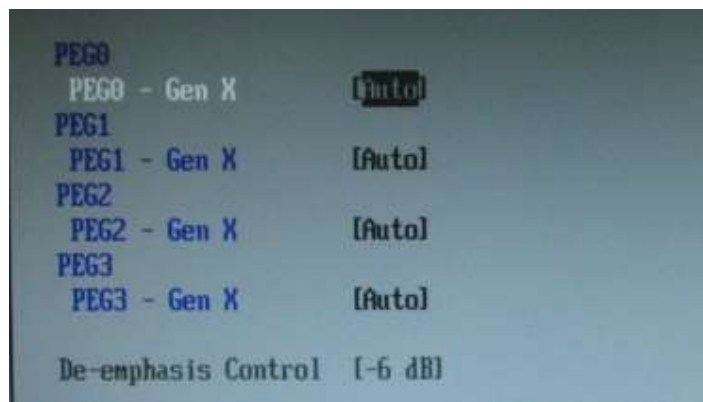 PEG0
PEG0 - Gen X [Auto]
PEG1
PEG1 - Gen X [Auto]
PEG2
PEG2 - Gen X [Auto]
PEG3
PEG3 - Gen X [Auto]
De-emphasis Control [-6 dB]